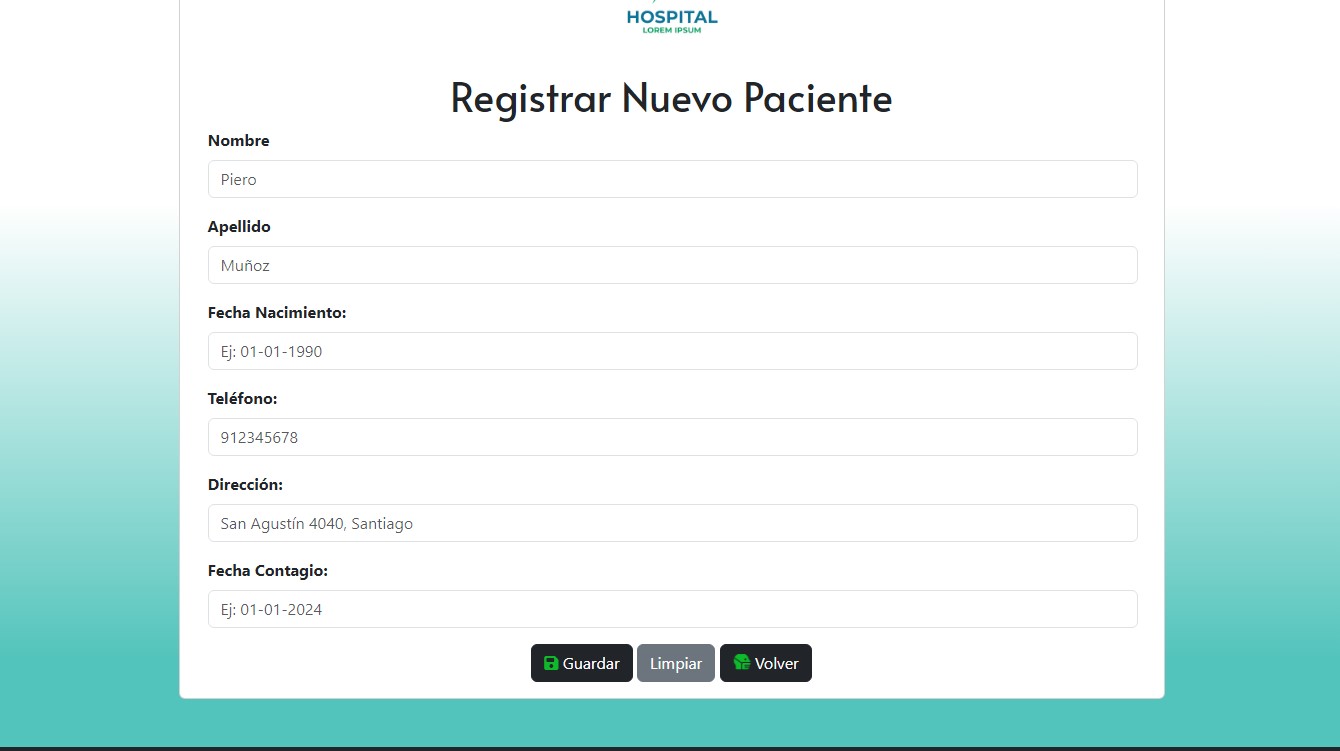 HOSPITAL
LOREM IPSUM
Registrar Nuevo Paciente
Nombre
Piero
Apellido
Muñoz
Fecha Nacimiento:
Ej: 01-01-1990
Teléfono:
912345678
Dirección:
San Agustín 4040, Santiago
Fecha Contagio:
Ej: 01-01-2024
Guardar Limpiar Volver